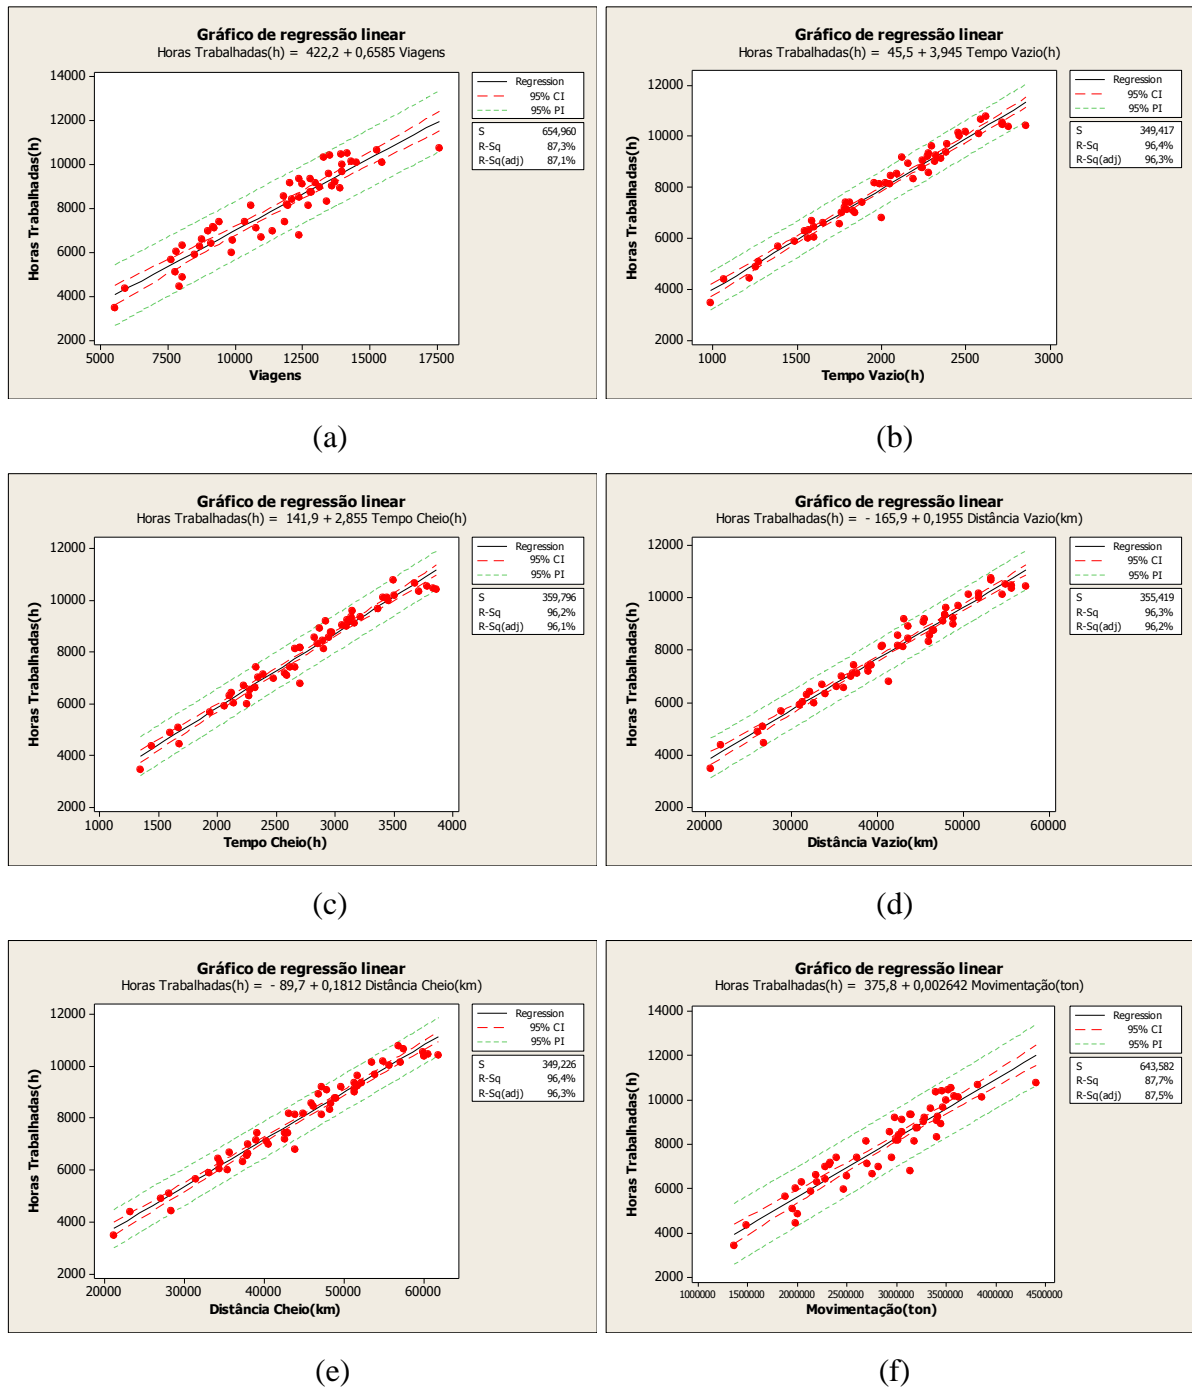 Gráfico de regressão linear
Horas Trabalhadas(h) = 422,2 + 0,6585 Viagens
14000
12000
10000
8000
6000
4000
2000
Horas Trabalhadas(h)
5000 7500 10000 12500 15000 17500
Viagens
Regression
95% CI
95% PI
S 654,960
R-Sq 87,3%
R-Sq(adj) 87,1%
(a)
Gráfico de regressão linear
Horas Trabalhadas(h) = 45,5 + 3,945 Tempo Vazio(h)
12000
10000
8000
6000
4000
2000
Horas Trabalhadas(h)
1000 1500 2000 2500 3000
Tempo Vazio(h)
Regression
95% CI
95% PI
S 349,417
R-Sq 96,4%
R-Sq(adj) 96,3%
(b)
Gráfico de regressão linear
Horas Trabalhadas(h) = 141,9 + 2,855 Tempo Cheio(h)
12000
10000
8000
6000
4000
2000
Horas Trabalhadas(h)
1000 1500 2000 2500 3000 3500 4000
Tempo Cheio(h)
Regression
95% CI
95% PI
S 359,796
R-Sq 96,2%
R-Sq(adj) 96,1%
(c)
Gráfico de regressão linear
Horas Trabalhadas(h) = - 165,9 + 0,1955 Distância Vazio(km)
12000
10000
8000
6000
4000
2000
Horas Trabalhadas(h)
20000 30000 40000 50000 60000
Distância Vazio(km)
Regression
95% CI
95% PI
S 355,419
R-Sq 96,3%
R-Sq(adj) 96,2%
(d)
Gráfico de regressão linear
Horas Trabalhadas(h) = - 89,7 + 0,1812 Distância Cheio(km)
12000
10000
8000
6000
4000
2000
Horas Trabalhadas(h)
20000 30000 40000 50000 60000
Distância Cheio(km)
Regression
95% CI
95% PI
S 349,226
R-Sq 96,4%
R-Sq(adj) 96,3%
(e)
Gráfico de regressão linear
Horas Trabalhadas(h) = 375,8 + 0,002642 Movimentação(ton)
14000
12000
10000
8000
6000
4000
2000
Horas Trabalhadas(h)
1000000 1500000 2000000 2500000 3000000 3500000 4000000 4500000
Movimentação(ton)
Regression
95% CI
95% PI
S 643,582
R-Sq 87,7%
R-Sq(adj) 87,5%
(f)